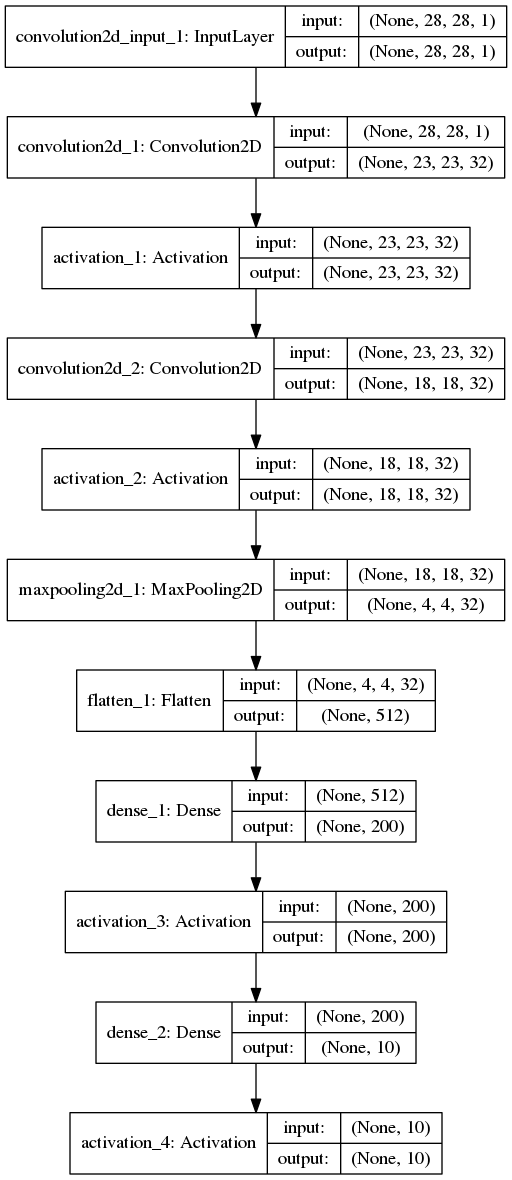 convolution2d_input_1: InputLayer
input:
(None, 28, 28, 1)
output:
(None, 28, 28, 1)
convolution2d_1: Convolution2D
input:
(None, 28, 28, 1)
output:
(None, 23, 23, 32)
activation_1: Activation
input:
(None, 23, 23, 32)
output:
(None, 23, 23, 32)
convolution2d_2: Convolution2D
input:
(None, 23, 23, 32)
output:
(None, 18, 18, 32)
activation_2: Activation
input:
(None, 18, 18, 32)
output:
(None, 18, 18, 32)
maxpooling2d_1: MaxPooling2D
input:
(None, 18, 18, 32)
output:
(None, 4, 4, 32)
flatten_1: Flatten
input:
(None, 4, 4, 32)
output:
(None, 512)
dense_1: Dense
input:
(None, 512)
output:
(None, 200)
activation_3: Activation
input:
(None, 200)
output:
(None, 200)
dense_2: Dense
input:
(None, 200)
output:
(None, 10)
activation_4: Activation
input:
(None, 10)
output:
(None, 10)